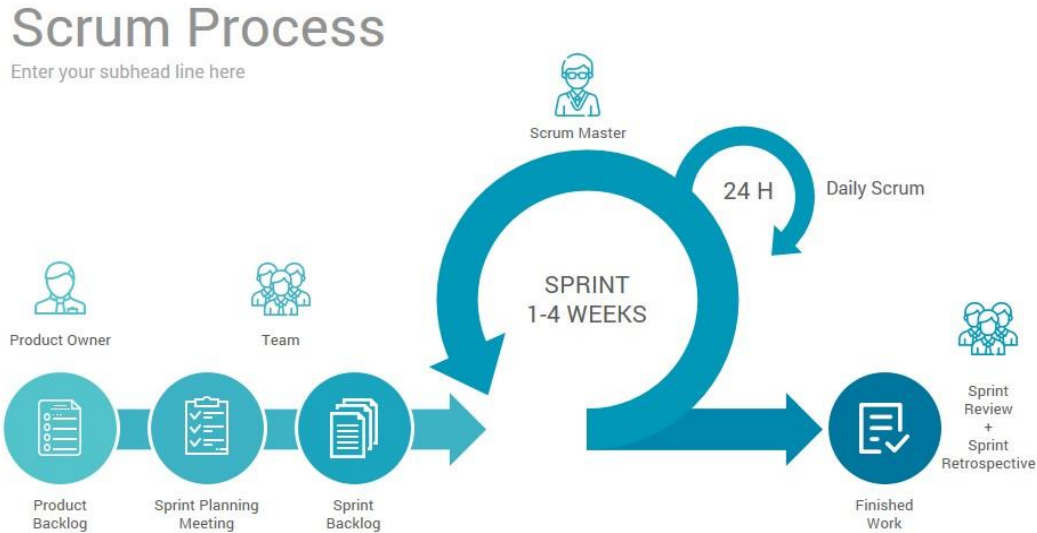 Scrum Process
Enter your subhead line here
Scrum Master
24 H
Daily Scrum
SPRINT
1-4 WEEKS
Product Owner
Team
Product
Backlog
Sprint Planning
Meeting
Sprint
Backlog
Finished
Work
Sprint
Review
+
Sprint
Retrospective